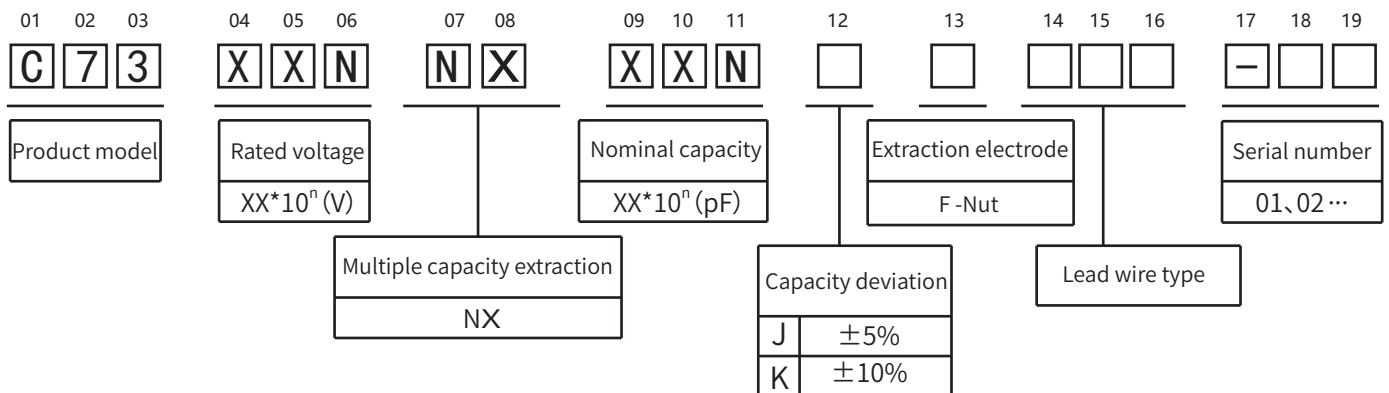 01 02 03 04 05 06 07 08 09 10 11 12 13 14 15 16 17 18 19
C 7 3 X X N N X X X N -
Product model Rated voltage Nominal capacity Extraction electrode Serial number
XX*10ⁿ(V) XX*10ⁿ(pF) F -Nut 01、02…
Multiple capacity extraction Capacity deviation Lead wire type
NX
J ±5%
K ±10%